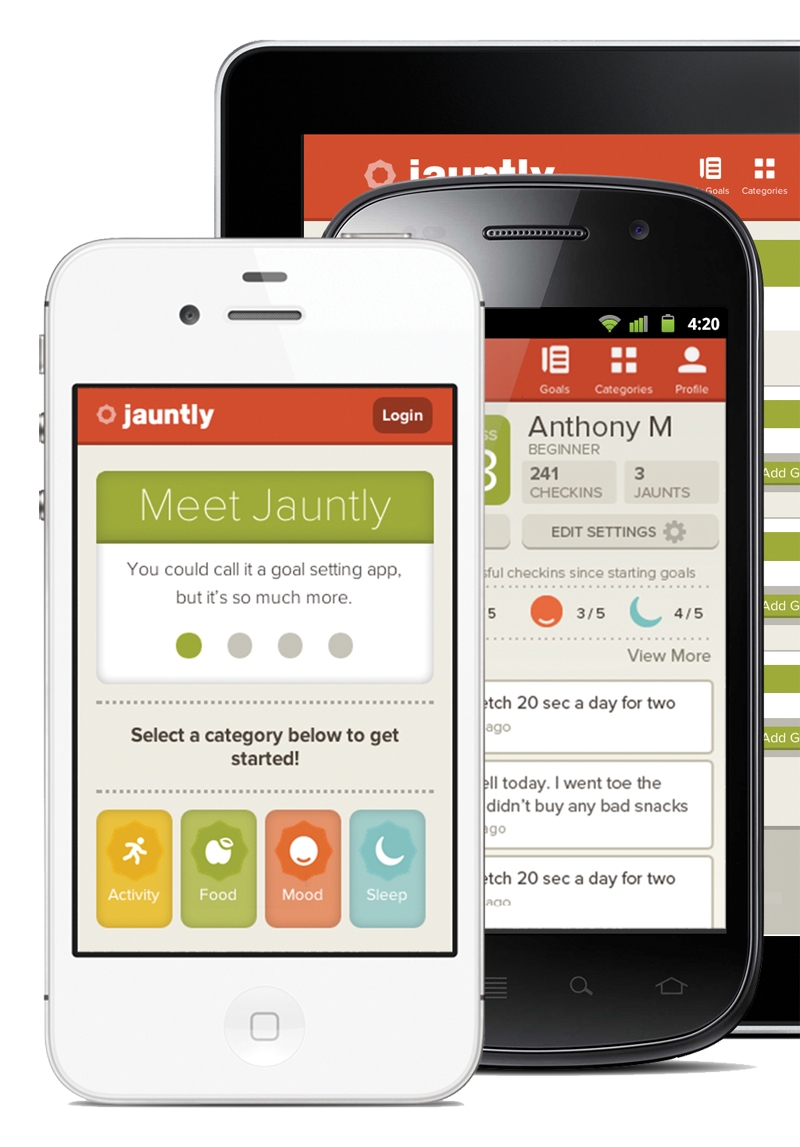 jauntly
Login
Meet Jauntly
You could call it a goal setting app,
but it's so much more.
Select a category below to get
started!
Activity
Food
Mood
Sleep
4:20
Goals
Categories
Profile
Anthony M
BEGINNER
241
CHECKINS
3
JAUNTS
EDIT SETTINGS
checkins since starting goals
5
3/5
4/5
View More
20 sec a day for two
ago
today. I went toe the
didn't buy any bad snacks
ago
20 sec a day for two
ago
jauntly
Goals
Categories
Add G
Add G
Add G